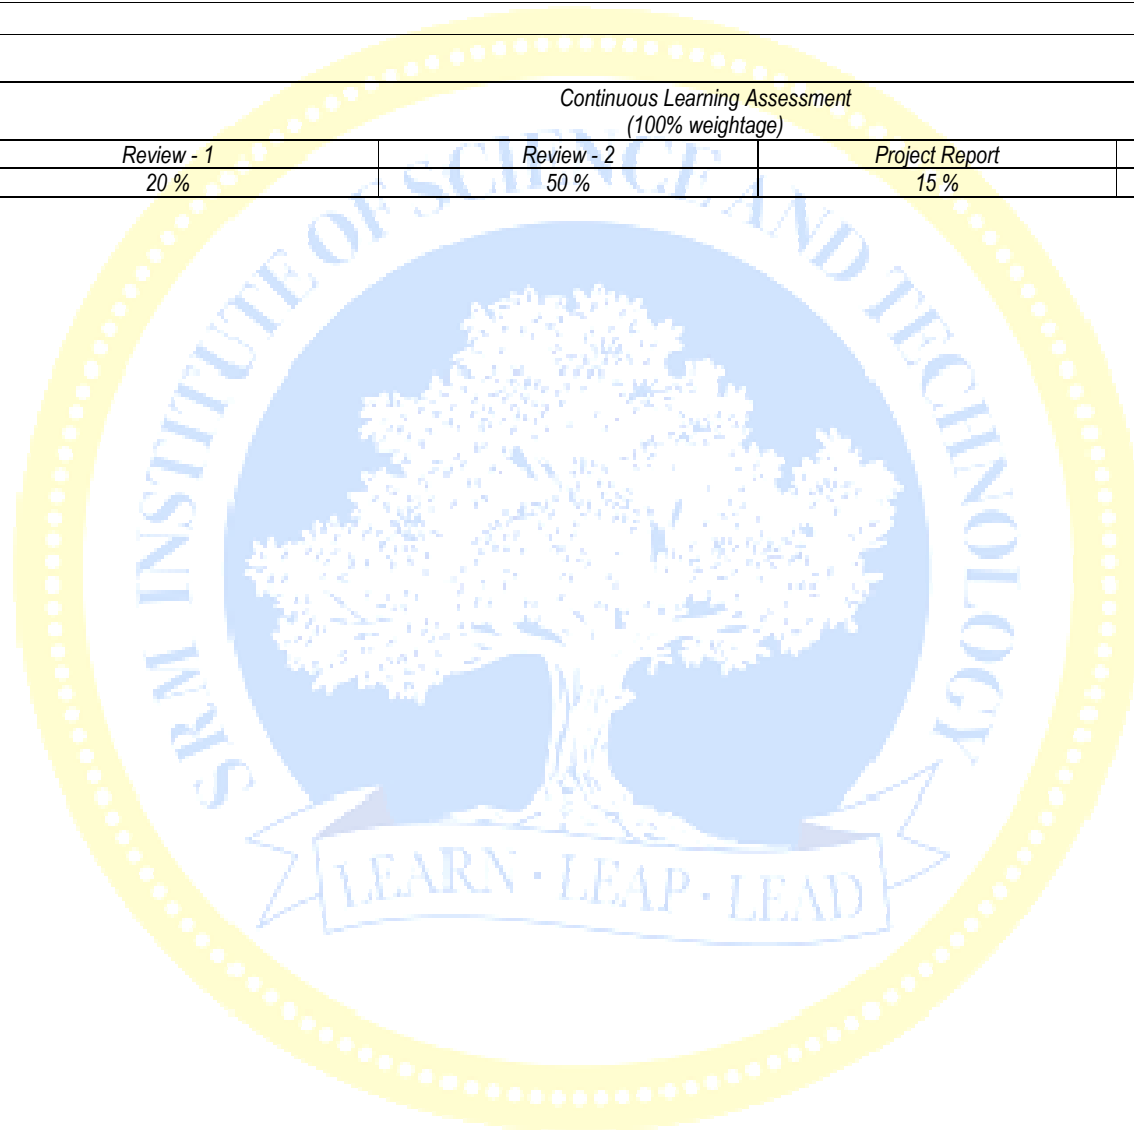 Continuous Learning Assessment
(100% weightage)
Review - 1 Review - 2 Project Report
20 % 50 % 15 %
SRM INSTITUTE OF SCIENCE AND TECHNOLOGY
LEARN · LEAP · LEAD